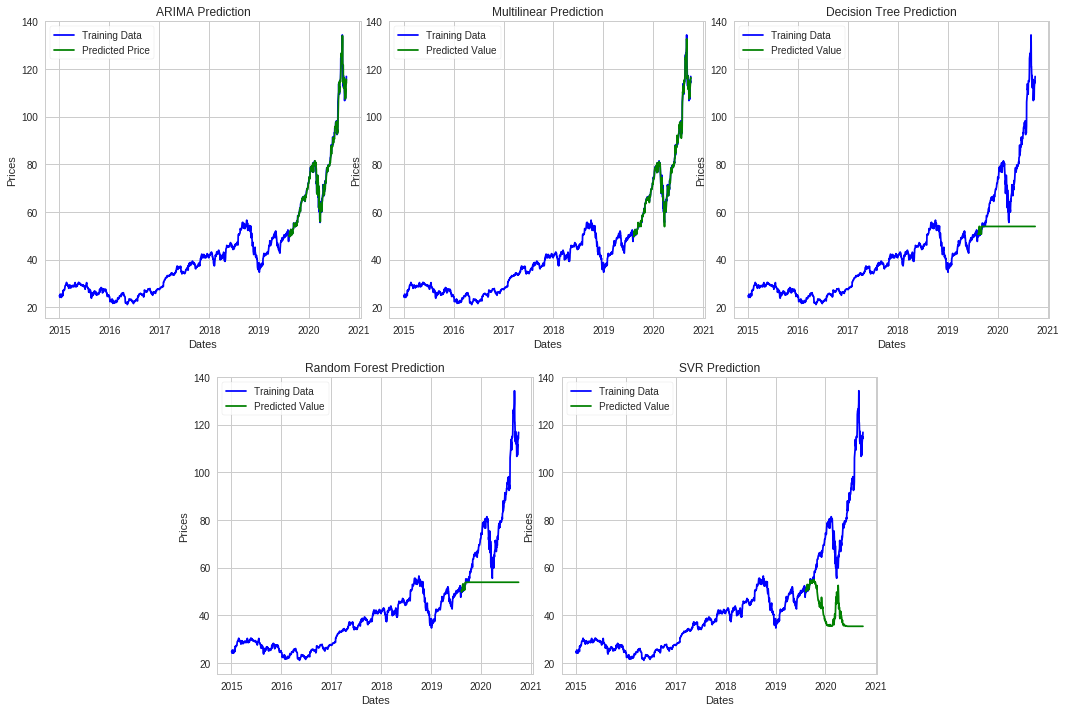 ARIMA Prediction
Training Data
Predicted Price
Prices
140
120
100
80
60
40
20
2015 2016 2017 2018 2019 2020 2021
Dates
Multilinear Prediction
Training Data
Predicted Value
Prices
140
120
100
80
60
40
20
2015 2016 2017 2018 2019 2020 2021
Dates
Decision Tree Prediction
Training Data
Predicted Value
Prices
140
120
100
80
60
40
20
2015 2016 2017 2018 2019 2020 2021
Dates
Random Forest Prediction
Training Data
Predicted Value
Prices
140
120
100
80
60
40
20
2015 2016 2017 2018 2019 2020 2021
Dates
SVR Prediction
Training Data
Predicted Value
Prices
140
120
100
80
60
40
20
2015 2016 2017 2018 2019 2020 2021
Dates